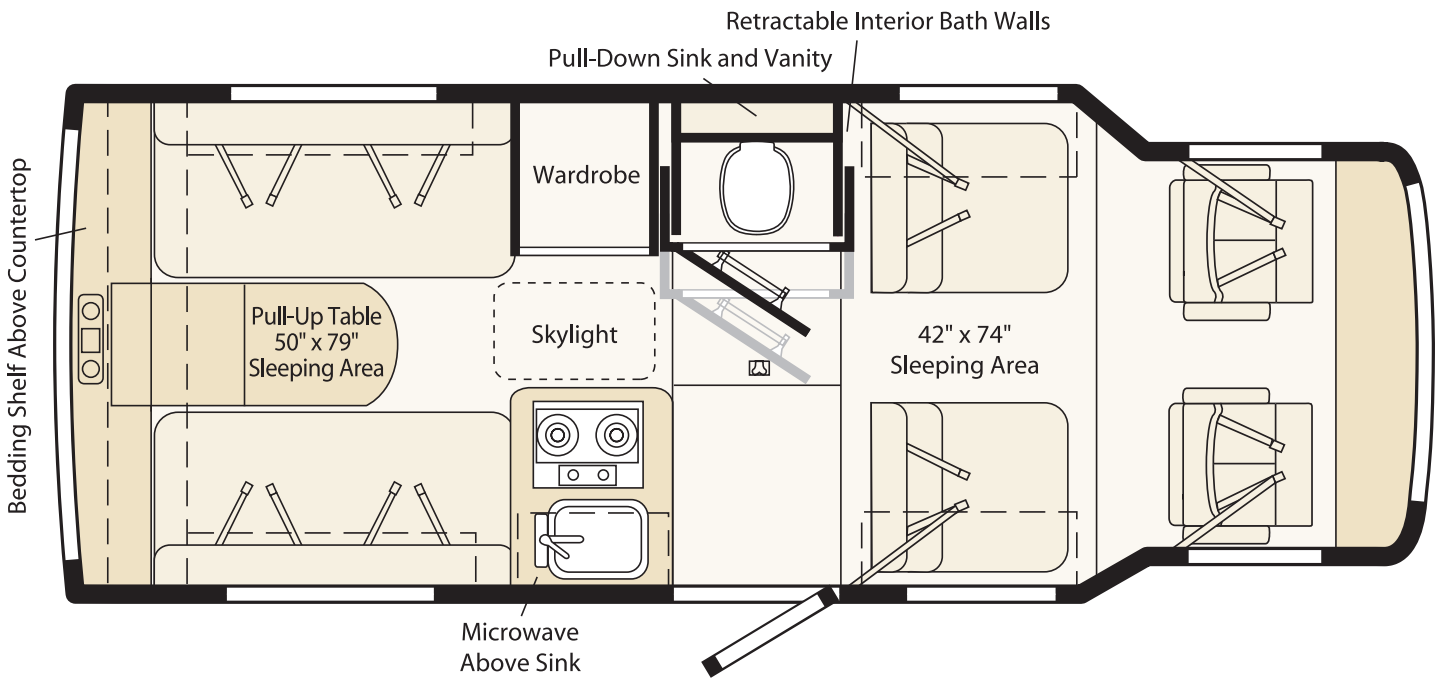 Retractable Interior Bath Walls
Pull-Down Sink and Vanity
Bedding Shelf Above Countertop
Wardrobe
Pull-Up Table
50" x 79"
Sleeping Area
Skylight
42" x 74"
Sleeping Area
Microwave
Above Sink